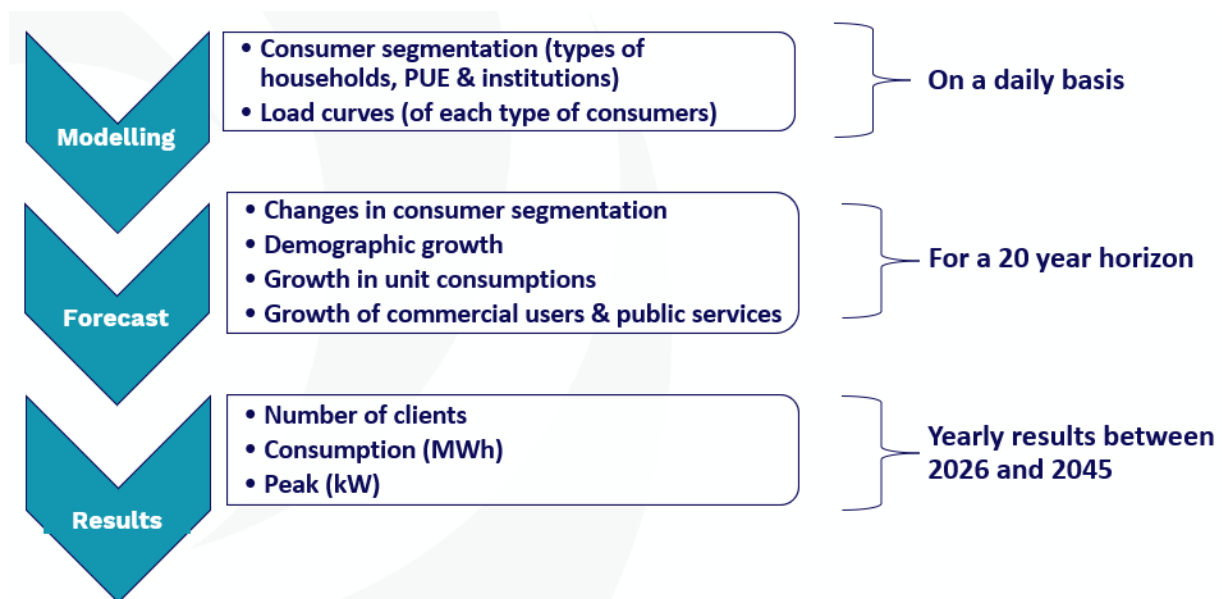 • Consumer segmentation (types of
households, PUE & institutions)
• Load curves (of each type of consumers)
Modelling
On a daily basis
• Changes in consumer segmentation
• Demographic growth
• Growth in unit consumptions
• Growth of commercial users & public services
Forecast
For a 20 year horizon
• Number of clients
• Consumption (MWh)
• Peak (kW)
Results
Yearly results between
2026 and 2045